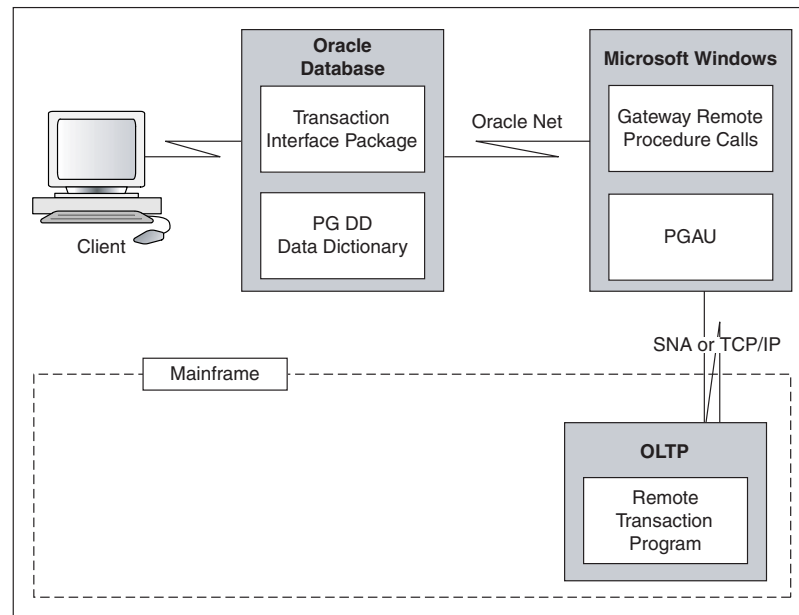 Oracle
Database
Transaction
Interface Package
PG DD
Data Dictionary
Client
Oracle Net
Microsoft Windows
Gateway Remote
Procedure Calls
PGAU
SNA or TCP/IP
Mainframe
OLTP
Remote
Transaction
Program